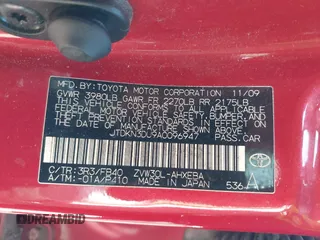 MFD. BY: TOYOTA MOTOR CORPORATION 11/09
GVWR 3980LB GAWR FR 2270LB RR 2175LB
THIS VEHICLE CONFORMS TO ALL APPLICABLE
FEDERAL MOTOR VEHICLE SAFETY, BUMPER, AND
THEFT PREVENTION STANDARDS IN EFFECT ON
THE DATE OF MANUFACTURE SHOWN ABOVE.
PASS. CAR
C/TR: 3R3/FB40 ZVW30L-AHXEBA
A/TM: -01A/P410 MADE IN JAPAN 536
TOYOTA
DREAMBID